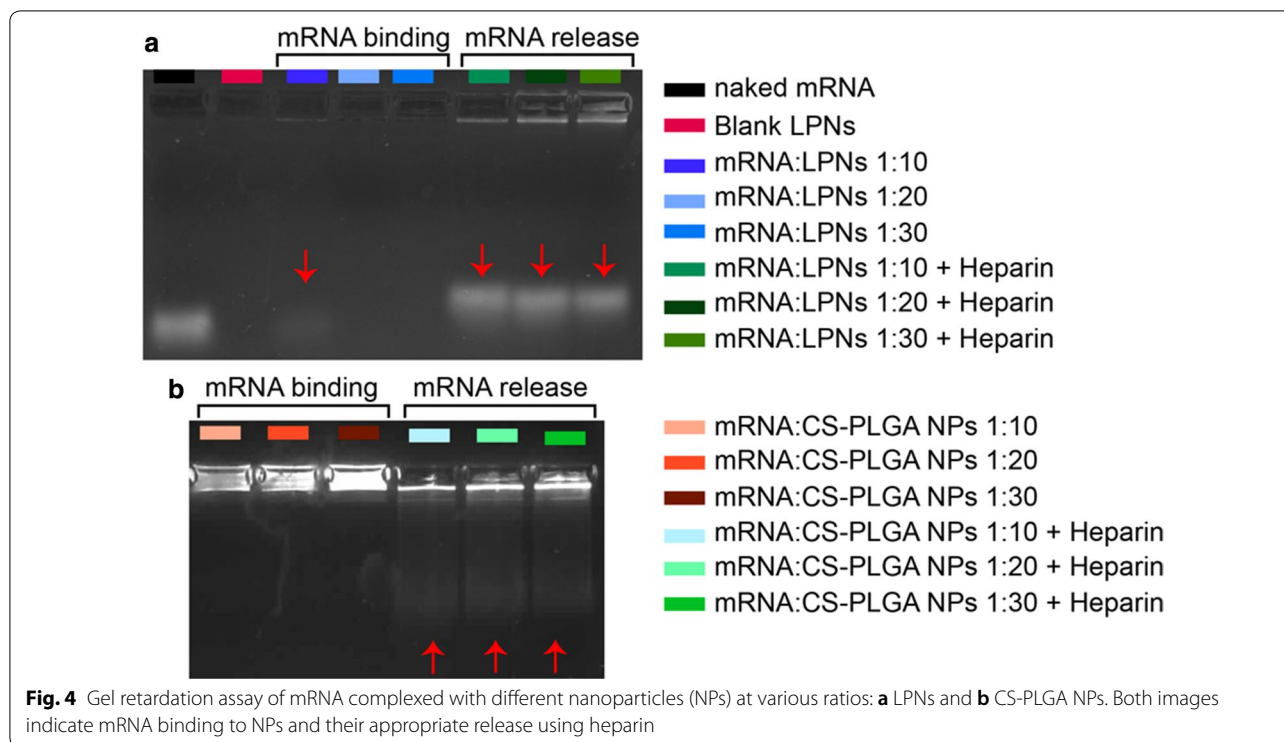 a
mRNA binding mRNA release
naked mRNA
Blank LPNs
mRNA:LPNs 1:10
mRNA:LPNs 1:20
mRNA:LPNs 1:30
mRNA:LPNs 1:10 + Heparin
mRNA:LPNs 1:20 + Heparin
mRNA:LPNs 1:30 + Heparin
b
mRNA binding mRNA release
mRNA:CS-PLGA NPs 1:10
mRNA:CS-PLGA NPs 1:20
mRNA:CS-PLGA NPs 1:30
mRNA:CS-PLGA NPs 1:10 + Heparin
mRNA:CS-PLGA NPs 1:20 + Heparin
mRNA:CS-PLGA NPs 1:30 + Heparin
Fig. 4 Gel retardation assay of mRNA complexed with different nanoparticles (NPs) at various ratios: a LPNs and b CS-PLGA NPs. Both images
indicate mRNA binding to NPs and their appropriate release using heparin